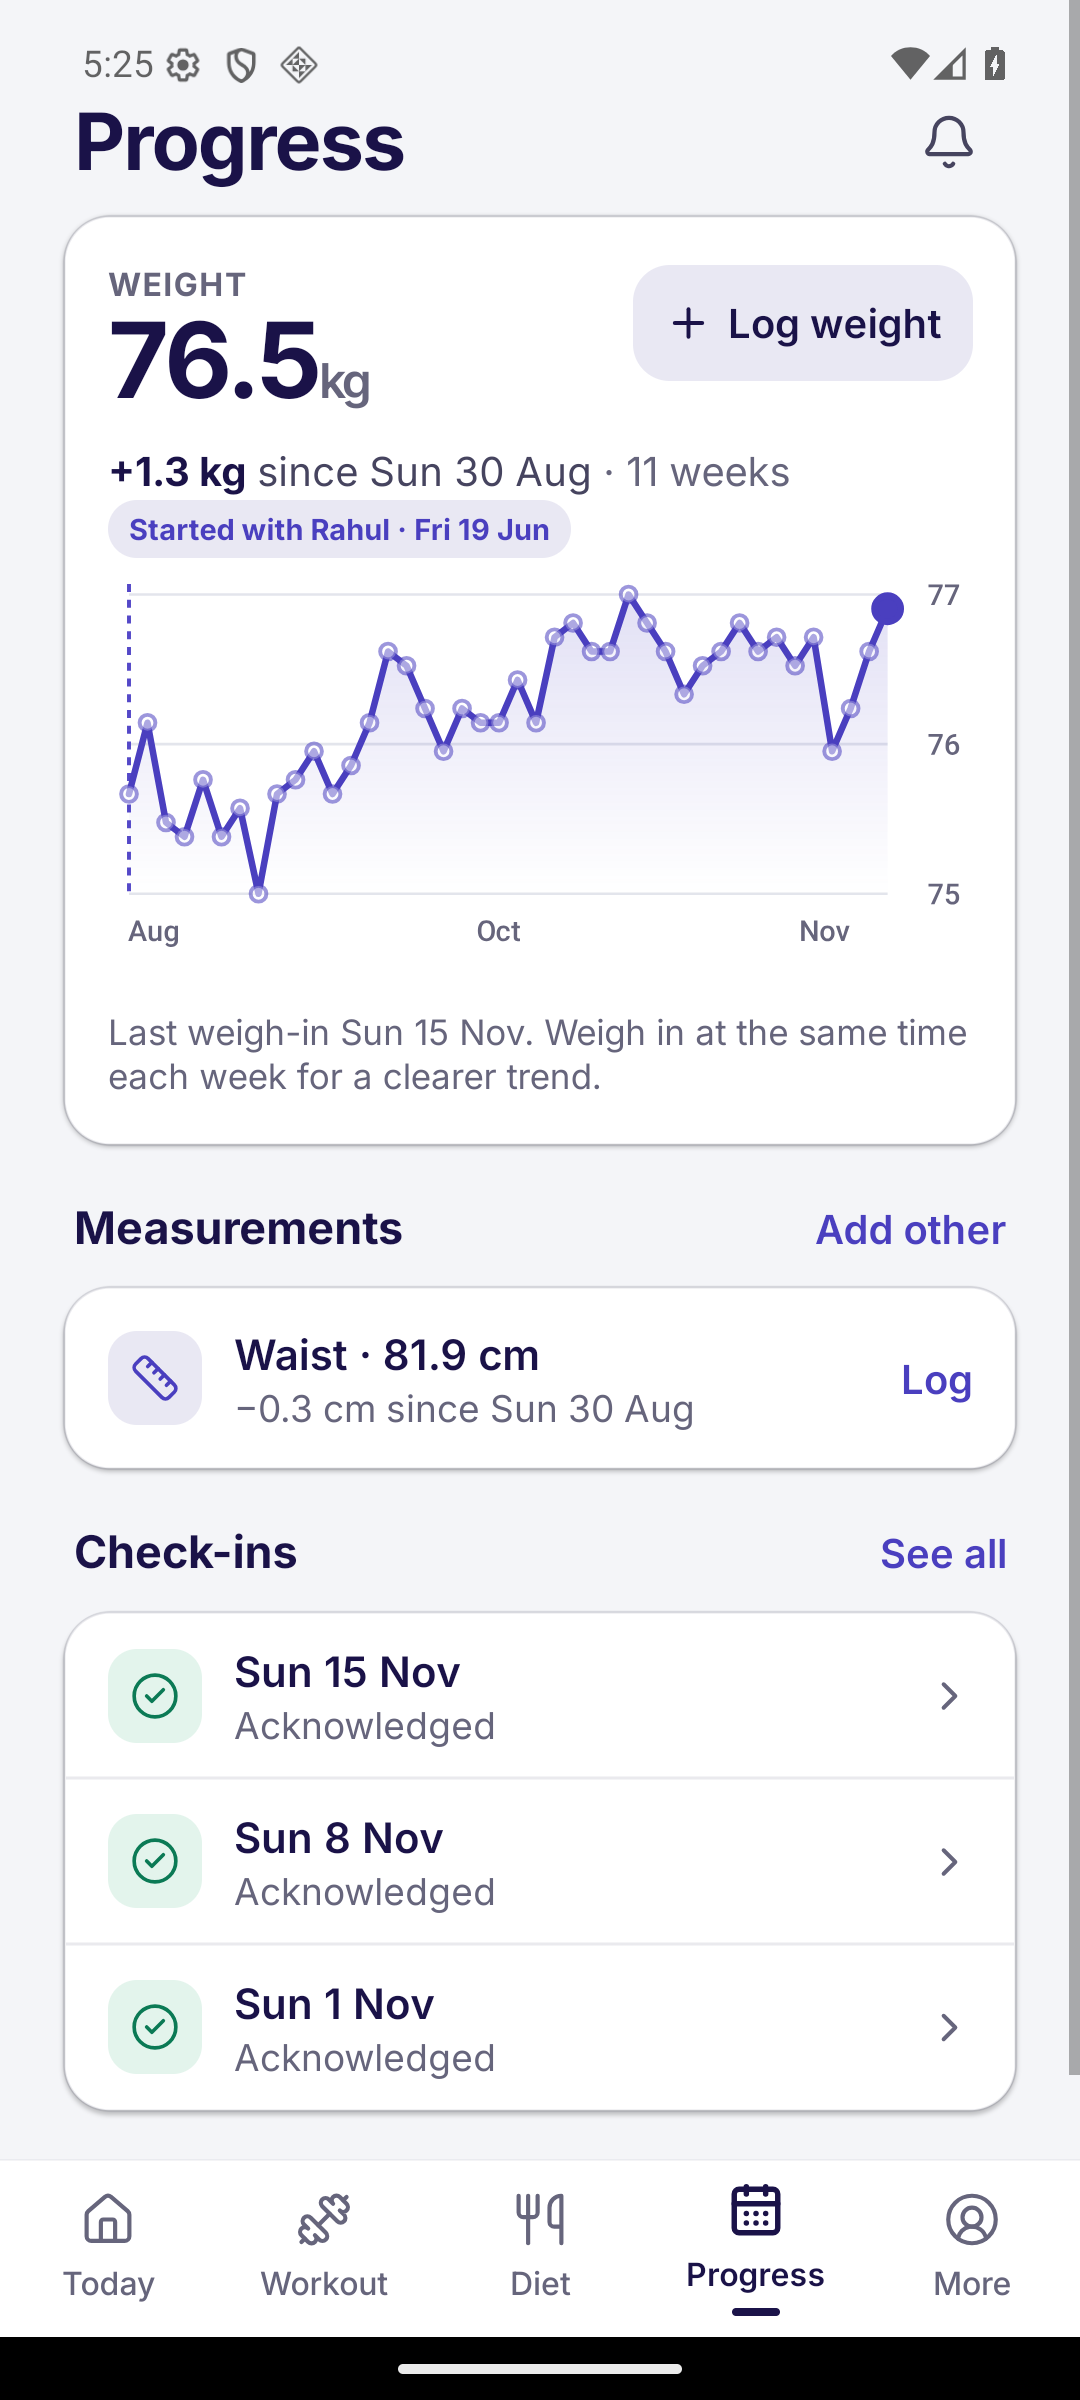 5:25
Progress
WEIGHT
+ Log weight
76.5kg
+1.3 kg since Sun 30 Aug · 11 weeks
Started with Rahul · Fri 19 Jun
77
76
75
Aug Oct Nov
Last weigh-in Sun 15 Nov. Weigh in at the same time
each week for a clearer trend.
Measurements
Add other
Waist · 81.9 cm
−0.3 cm since Sun 30 Aug
Log
Check-ins
See all
Sun 15 Nov
Acknowledged
Sun 8 Nov
Acknowledged
Sun 1 Nov
Acknowledged
Today Workout Diet Progress More